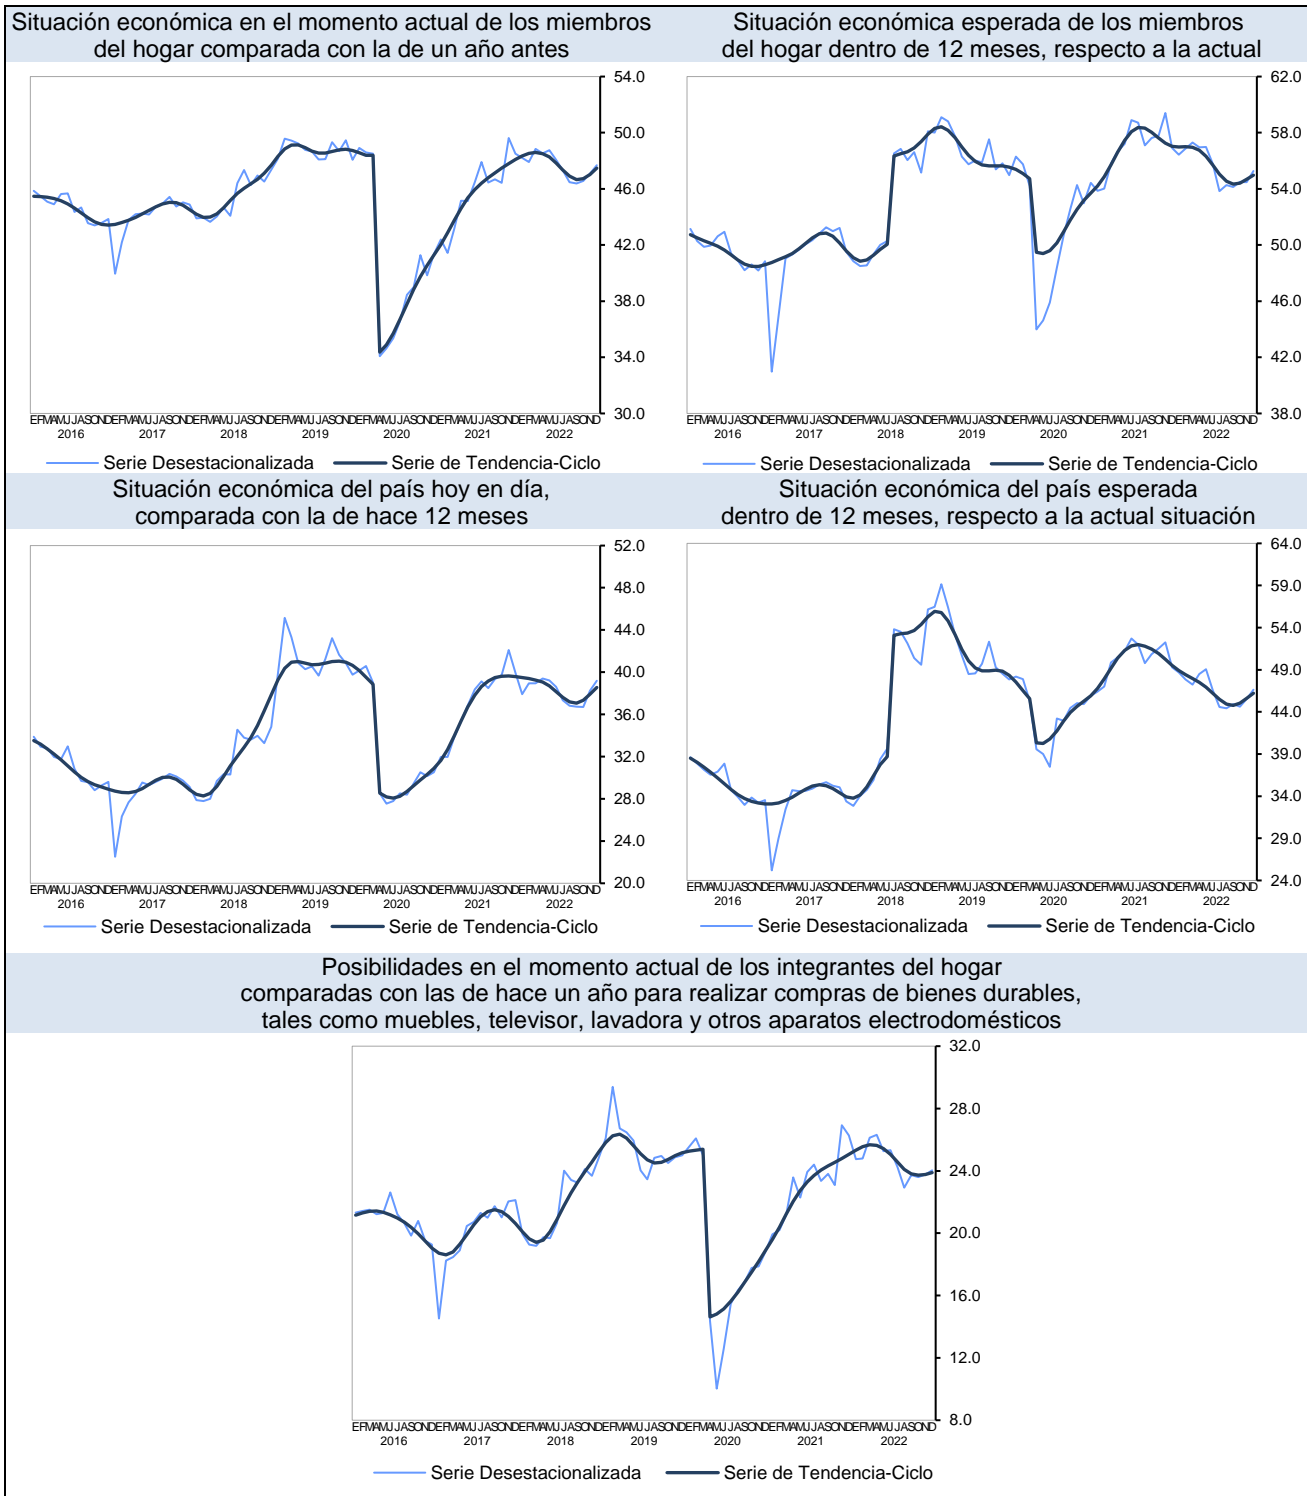 Situación económica en el momento actual de los miembros
del hogar comparada con la de un año antes
54.0
50.0
46.0
42.0
38.0
34.0
30.0
EFMAMJJASONDEFMAMJJASONDEFMAMJJASONDEFMAMJJASONDEFMAMJJASONDEFMAMJJASONDEFMAMJJASOND
2016 2017 2018 2019 2020 2021 2022
Serie Desestacionalizada Serie de Tendencia-Ciclo
Situación económica esperada de los miembros
del hogar dentro de 12 meses, respecto a la actual
62.0
58.0
54.0
50.0
46.0
42.0
38.0
EFMAMJJASONDEFMAMJJASONDEFMAMJJASONDEFMAMJJASONDEFMAMJJASONDEFMAMJJASONDEFMAMJJASOND
2016 2017 2018 2019 2020 2021 2022
Serie Desestacionalizada Serie de Tendencia-Ciclo
Situación económica del país hoy en día,
comparada con la de hace 12 meses
52.0
48.0
44.0
40.0
36.0
32.0
28.0
24.0
20.0
EFMAMJJASONDEFMAMJJASONDEFMAMJJASONDEFMAMJJASONDEFMAMJJASONDEFMAMJJASONDEFMAMJJASOND
2016 2017 2018 2019 2020 2021 2022
Serie Desestacionalizada Serie de Tendencia-Ciclo
Situación económica del país esperada
dentro de 12 meses, respecto a la actual situación
64.0
59.0
54.0
49.0
44.0
39.0
34.0
29.0
24.0
EFMAMJJASONDEFMAMJJASONDEFMAMJJASONDEFMAMJJASONDEFMAMJJASONDEFMAMJJASONDEFMAMJJASOND
2016 2017 2018 2019 2020 2021 2022
Serie Desestacionalizada Serie de Tendencia-Ciclo
Posibilidades en el momento actual de los integrantes del hogar
comparadas con las de hace un año para realizar compras de bienes durables,
tales como muebles, televisor, lavadora y otros aparatos electrodomésticos
32.0
28.0
24.0
20.0
16.0
12.0
8.0
EFMAMJJASONDEFMAMJJASONDEFMAMJJASONDEFMAMJJASONDEFMAMJJASONDEFMAMJJASONDEFMAMJJASOND
2016 2017 2018 2019 2020 2021 2022
Serie Desestacionalizada Serie de Tendencia-Ciclo